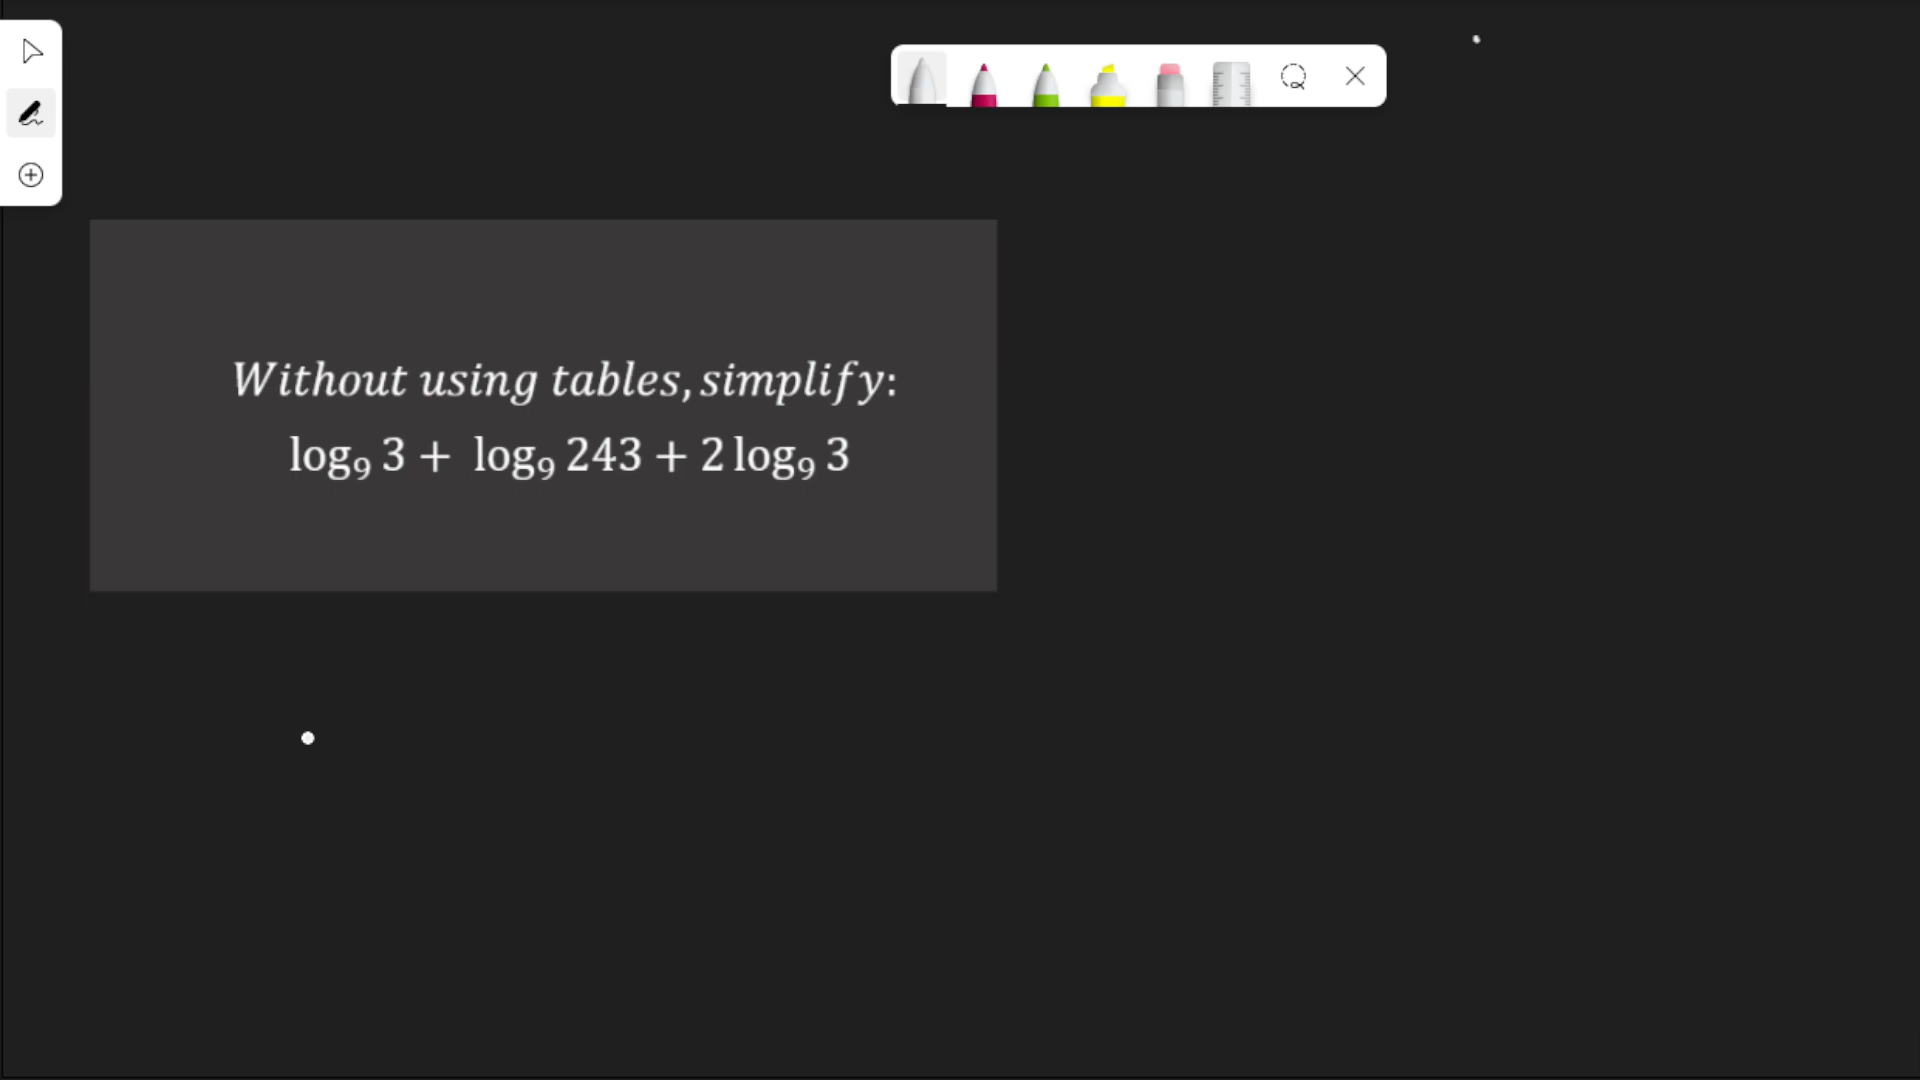 Without using tables, simplify:
log₉ 3 + log₉ 243 + 2 log₉ 3